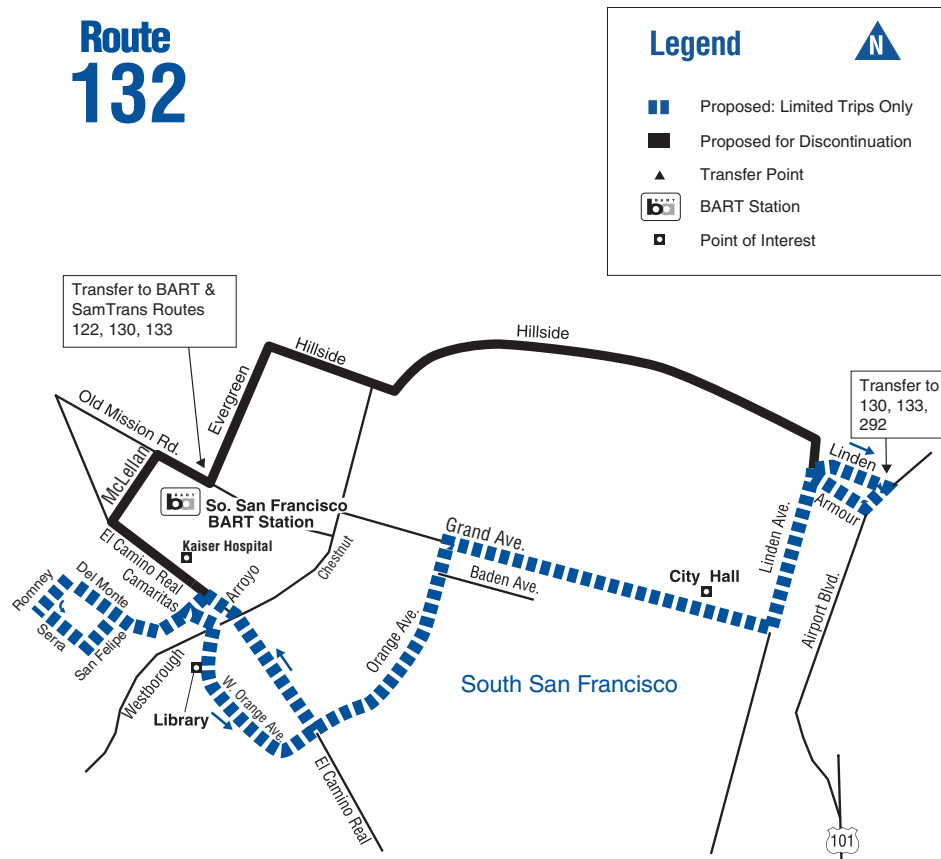 Route
132
Legend
N
Proposed: Limited Trips Only
Proposed for Discontinuation
Transfer Point
BART
ba
BART Station
Point of Interest
Transfer to BART &
SamTrans Routes
122, 130, 133
Hillside
Hillside
Transfer to
130, 133,
292
Evergreen
Old Mission Rd.
McLellan
Linden
Armour
BART
ba
So. San Francisco
BART Station
Kaiser Hospital
El Camino Real
Camaritas
Arroyo
Chestnut
Grand Ave.
Baden Ave.
City Hall
Linden Ave.
Airport Blvd.
Romney
Del Monte
Serra
San Felipe
Orange Ave.
Westborough
Library
W. Orange Ave.
South San Francisco
El Camino Real
101